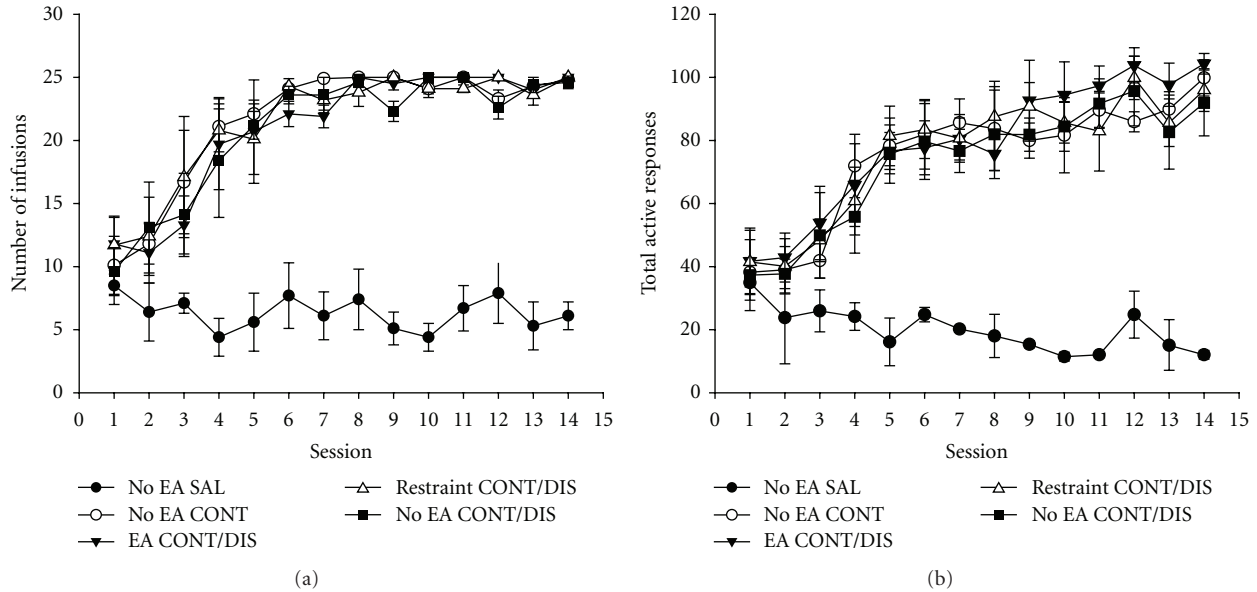 30
25
20
15
10
5
0
Number of infusions
1 2 3 4 5 6 7 8 9 10 11 12 13 14 15
Session
No EA SAL
No EA CONT
EA CONT/DIS
Restraint CONT/DIS
No EA CONT/DIS
(a)
120
100
80
60
40
20
0
Total active responses
0 1 2 3 4 5 6 7 8 9 10 11 12 13 14 15
Session
No EA SAL
No EA CONT
EA CONT/DIS
Restraint CONT/DIS
No EA CONT/DIS
(b)